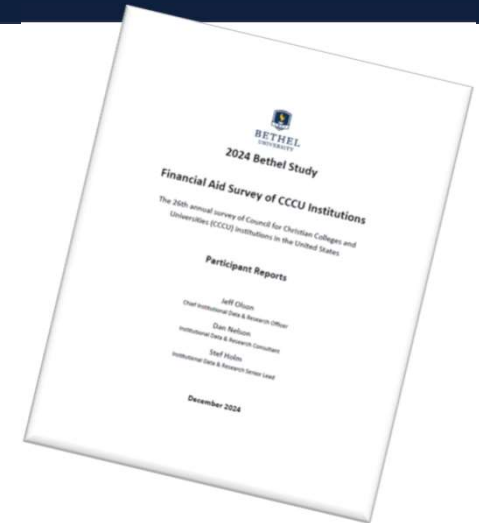 BETHEL
UNIVERSITY
2024 Bethel Study
Financial Aid Survey of CCCU Institutions
The 26th annual survey of Council for Christian Colleges and
Universities (CCCU) institutions in the United States
Participant Reports
Jeff Olson
Chief Institutional Data & Research Officer
Dan Nelson
Institutional Data & Research Consultant
Stef Holm
Institutional Data & Research Senior Lead
December 2024